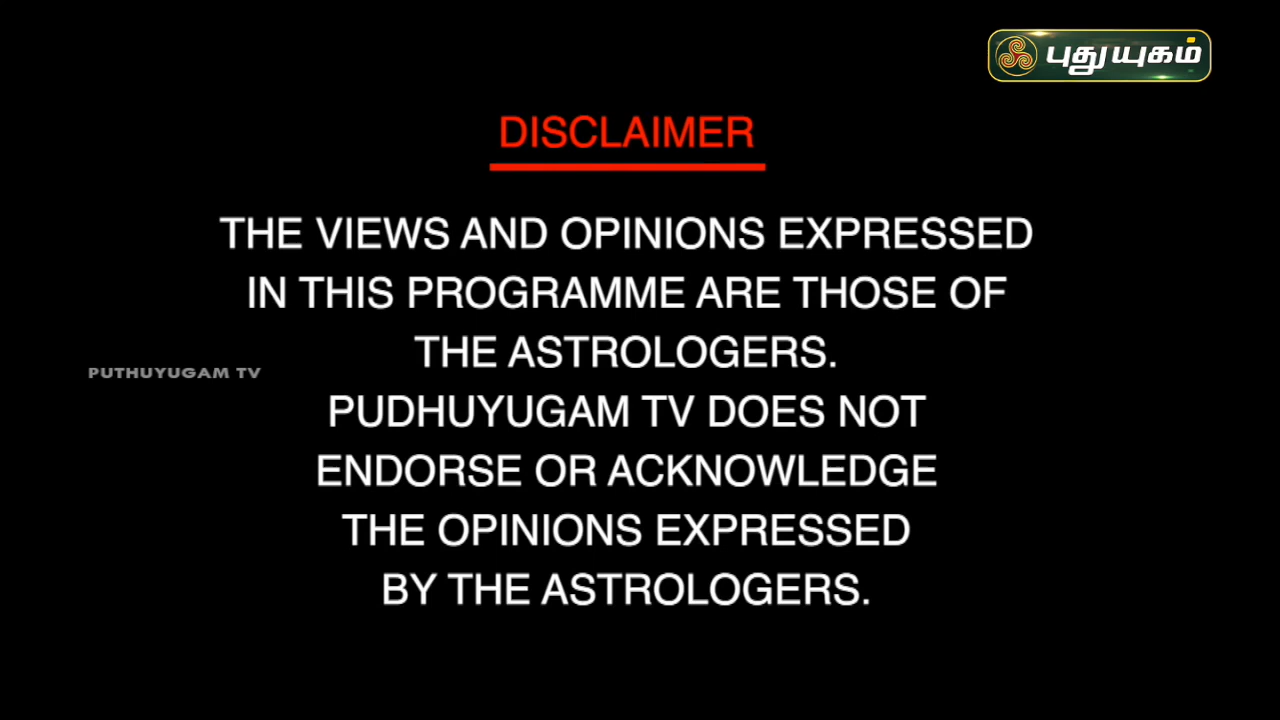 புதுயுகம்
DISCLAIMER
THE VIEWS AND OPINIONS EXPRESSED
IN THIS PROGRAMME ARE THOSE OF
THE ASTROLOGERS.
PUTHUYUGAM TV
PUDHUYUGAM TV DOES NOT
ENDORSE OR ACKNOWLEDGE
THE OPINIONS EXPRESSED
BY THE ASTROLOGERS.